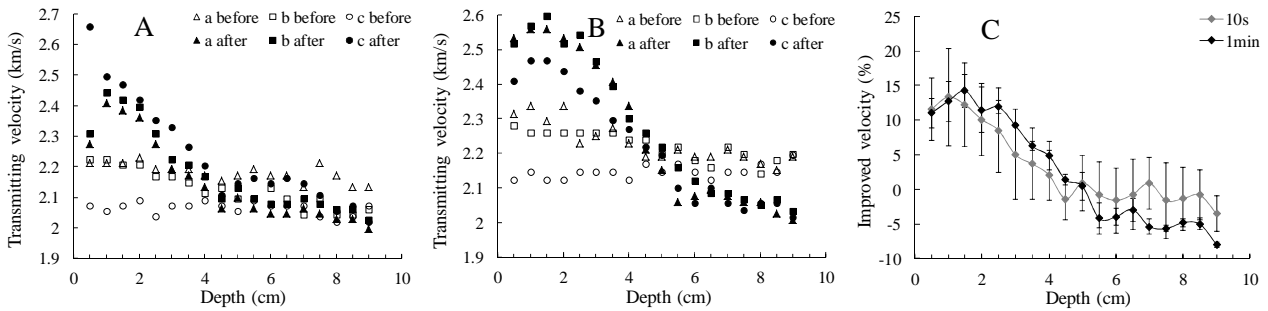 A
a before b before c before
a after b after c after
Transmitting velocity (km/s)
2.7
2.6
2.5
2.4
2.3
2.2
2.1
2
1.9
0 2 4 6 8 10
Depth (cm)
B
a before b before c before
a after b after c after
Transmitting velocity (km/s)
2.6
2.5
2.4
2.3
2.2
2.1
2
1.9
0 2 4 6 8 10
Depth (cm)
C
10s
1min
Improved velocity (%)
25
20
15
10
5
0
-5
-10
0 2 4 6 8 10
Depth (cm)